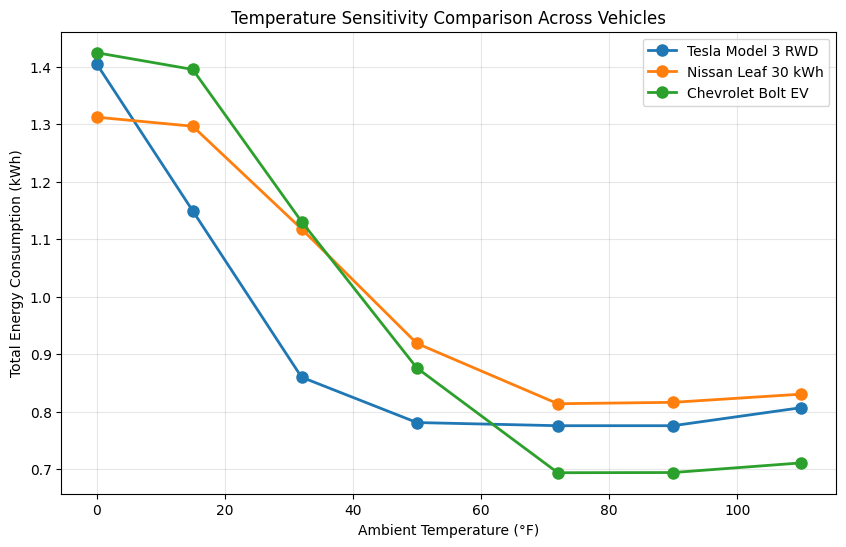 Temperature Sensitivity Comparison Across Vehicles
Tesla Model 3 RWD
Nissan Leaf 30 kWh
Chevrolet Bolt EV
Total Energy Consumption (kWh)
1.4
1.3
1.2
1.1
1.0
0.9
0.8
0.7
0 20 40 60 80 100
Ambient Temperature (°F)